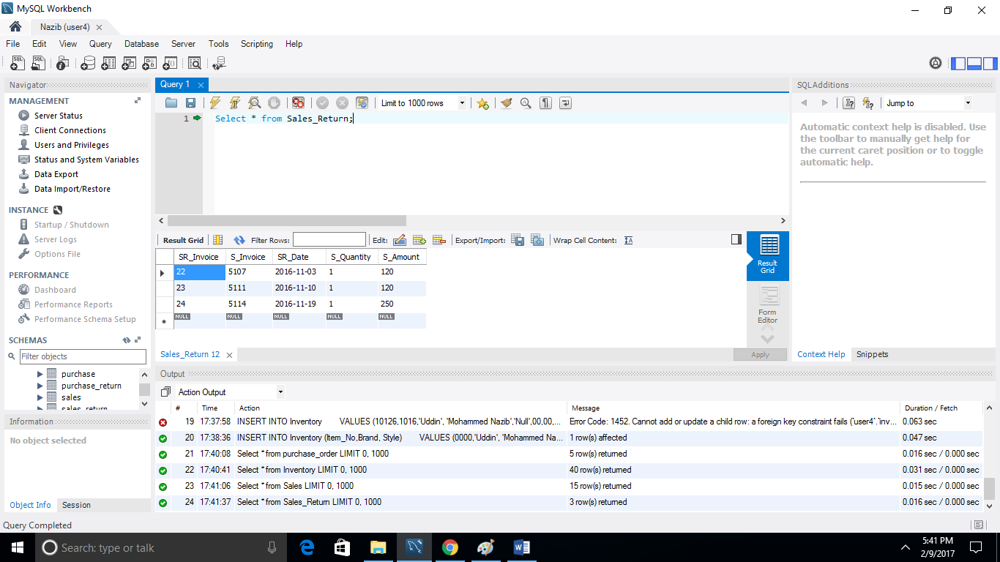 MySQL Workbench
Nazib (user4)
File Edit View Query Database Server Tools Scripting Help
Navigator
MANAGEMENT
Server Status
Client Connections
Users and Privileges
Status and System Variables
Data Export
Data Import/Restore
INSTANCE
Startup / Shutdown
Server Logs
Options File
PERFORMANCE
Dashboard
Performance Reports
Performance Schema Setup
SCHEMAS
Filter objects
purchase
purchase_return
sales
sales_return
Information
No object selected
Object Info Session
Query 1
Limit to 1000 rows
1 Select * from Sales_Return;
Result Grid Filter Rows: Edit: Export/Import: Wrap Cell Content:
SR_Invoice S_Invoice SR_Date S_Quantity S_Amount
22 5107 2016-11-03 1 120
23 5111 2016-11-10 1 120
24 5114 2016-11-19 1 250
NULL NULL NULL NULL NULL
Result
Grid
Form
Editor
Sales_Return 12
Apply
SQLAdditions
Jump to
Automatic context help is disabled. Use
the toolbar to manually get help for
the current caret position or to toggle
automatic help.
Context Help Snippets
Output
Action Output
# Time Action Message Duration / Fetch
19 17:37:58 INSERT INTO Inventory VALUES (10126,1016,'Uddin', 'Mohammed Nazib','Null',00,00,... Error Code: 1452. Cannot add or update a child row: a foreign key constraint fails (`user4`.`inv... 0.063 sec
20 17:38:36 INSERT INTO Inventory (Item_No,Brand, Style) VALUES (0000,'Uddin', 'Mohammed Na... 1 row(s) affected 0.047 sec
21 17:40:08 Select * from purchase_order LIMIT 0, 1000 5 row(s) returned 0.016 sec / 0.000 sec
22 17:40:41 Select * from Inventory LIMIT 0, 1000 40 row(s) returned 0.031 sec / 0.000 sec
23 17:41:06 Select * from Sales LIMIT 0, 1000 15 row(s) returned 0.015 sec / 0.000 sec
24 17:41:37 Select * from Sales_Return LIMIT 0, 1000 3 row(s) returned 0.016 sec / 0.000 sec
Query Completed
Search: type or talk
5:41 PM
2/9/2017